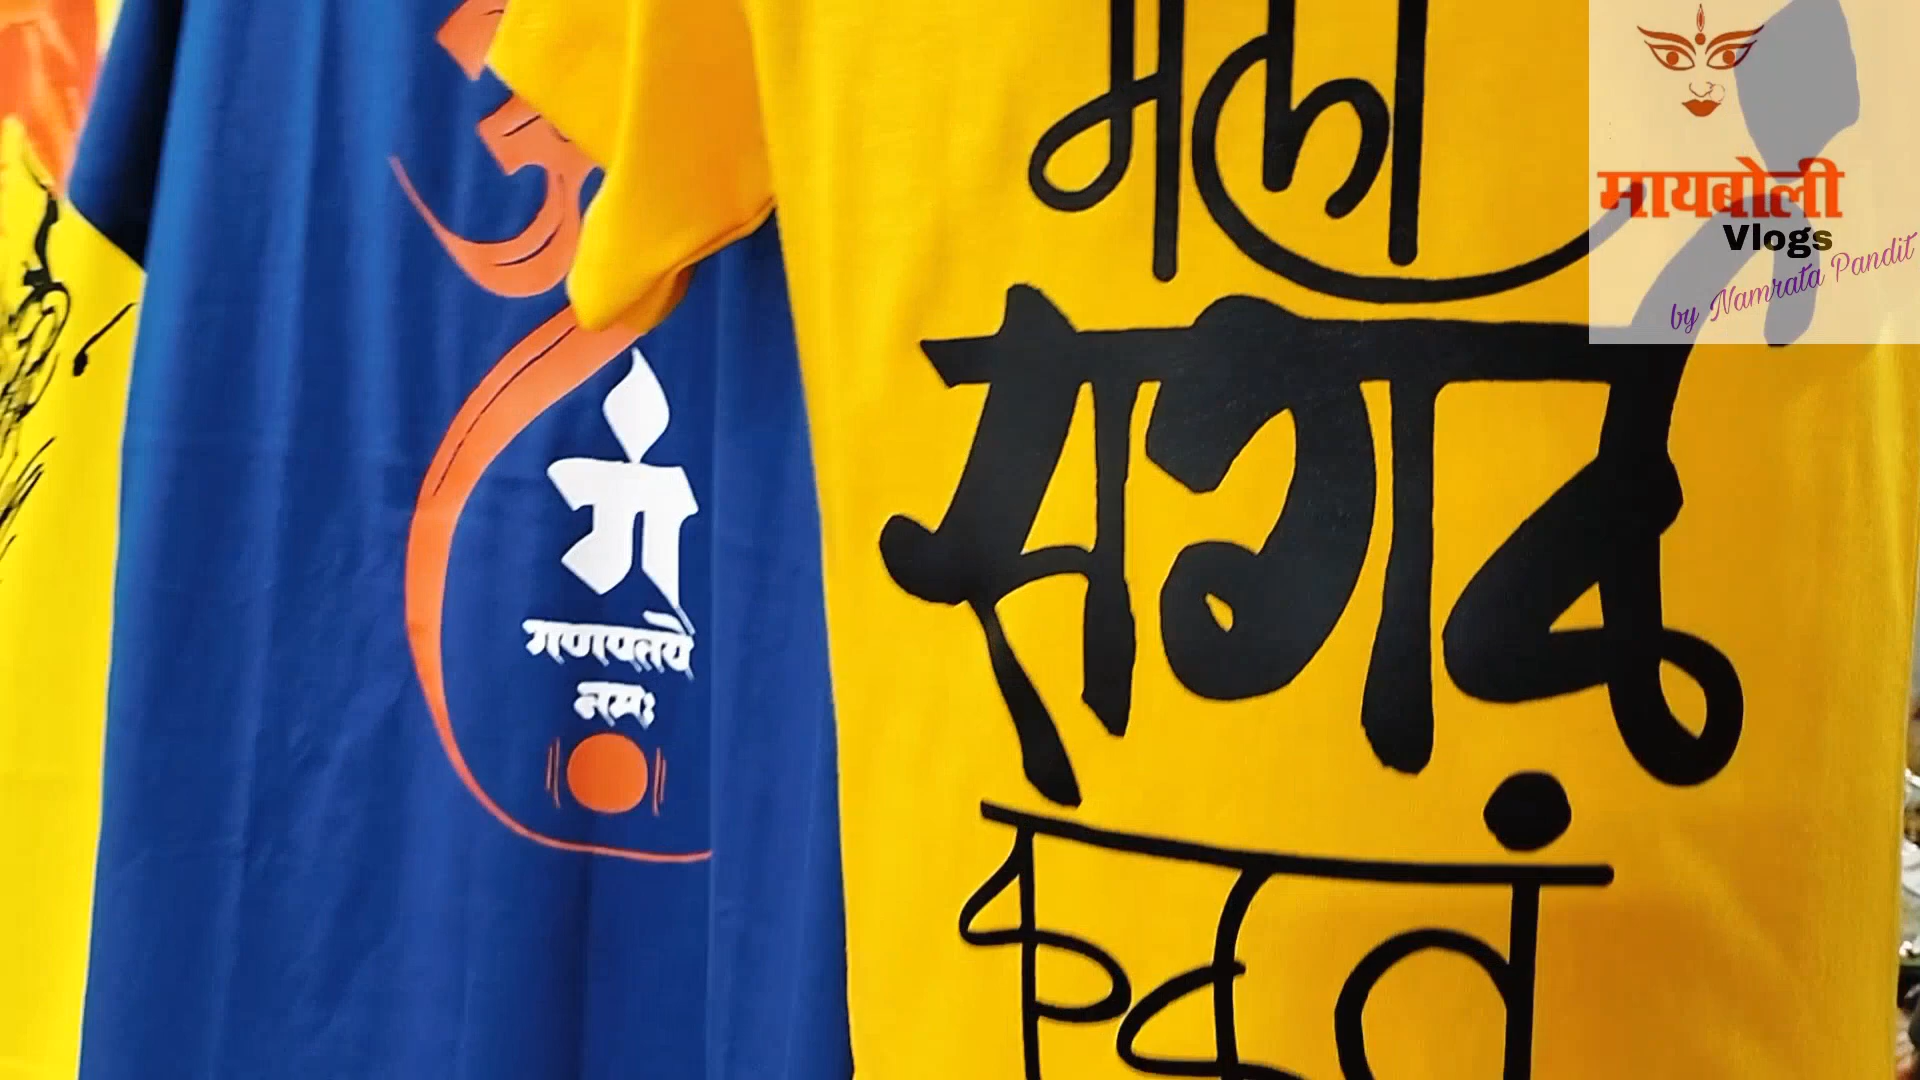 गं
गणपतये
नमः
मला
सगळं
कळतं
मायबोली
Vlogs
by Namrata Pandit